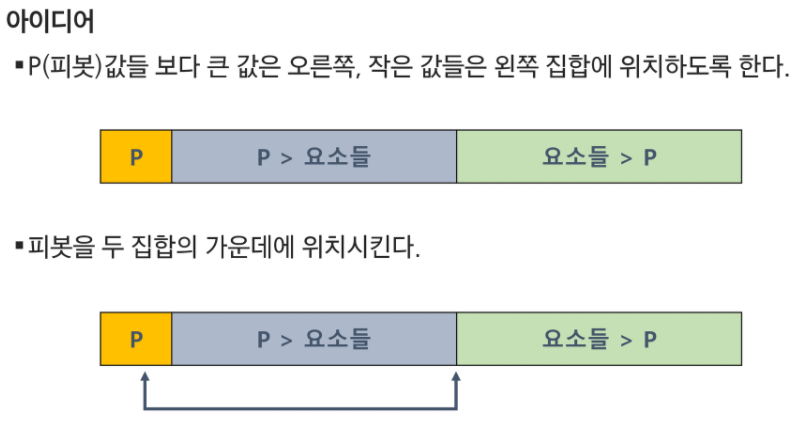 아이디어
▪P(피봇)값들 보다 큰 값은 오른쪽, 작은 값들은 왼쪽 집합에 위치하도록 한다.
P P > 요소들 요소들 > P
▪피봇을 두 집합의 가운데에 위치시킨다.
P P > 요소들 요소들 > P